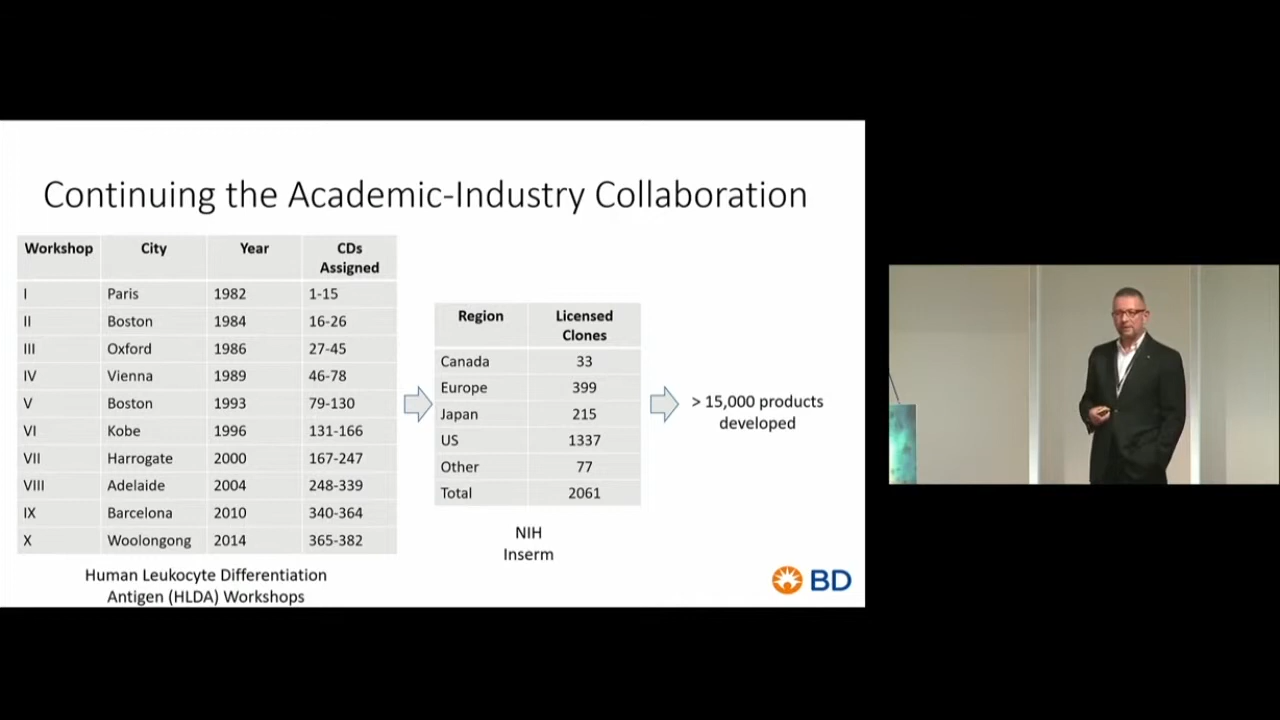 Continuing the Academic-Industry Collaboration
Workshop City Year CDs Assigned
I Paris 1982 1-15
II Boston 1984 16-26
III Oxford 1986 27-45
IV Vienna 1989 46-78
V Boston 1993 79-130
VI Kobe 1996 131-166
VII Harrogate 2000 167-247
VIII Adelaide 2004 248-339
IX Barcelona 2010 340-364
X Woolongong 2014 365-382
Human Leukocyte Differentiation
Antigen (HLDA) Workshops
Region Licensed Clones
Canada 33
Europe 399
Japan 215
US 1337
Other 77
Total 2061
NIH
Inserm
> 15,000 products
developed
BD